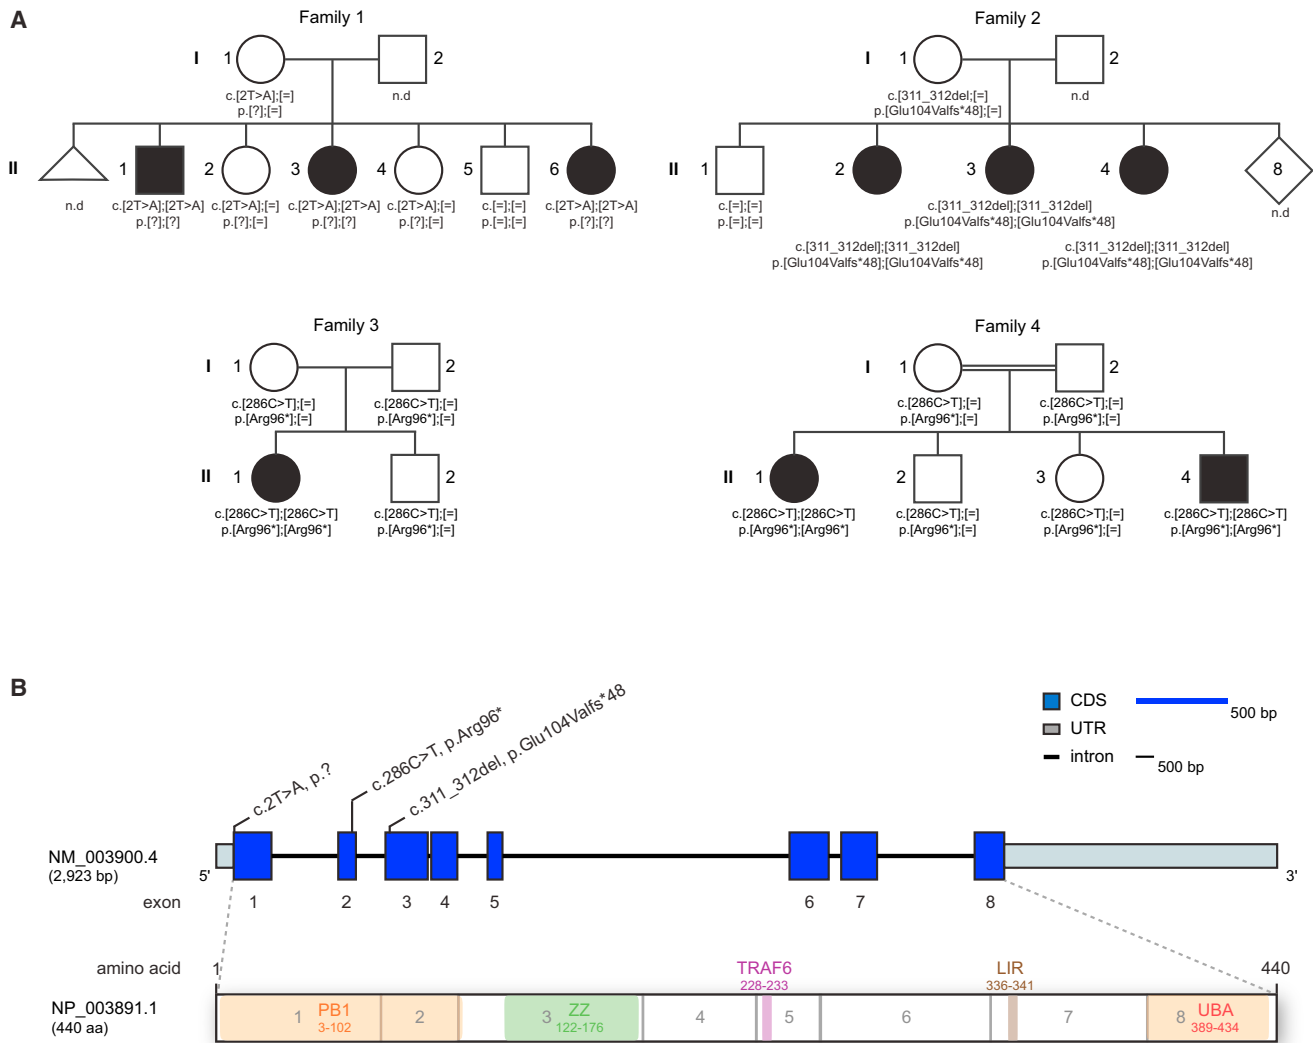 A
Family 1
Family 2
I 1 2
I 1 2
c.[2T>A];[=]
p.[?];[=]
n.d
c.[311_312del;[=]
p.[Glu104Valfs*48];[=]
n.d
II 1 2 3 4 5 6
II 1 2 3 4 8
n.d
c.[2T>A];[2T>A]
p.[?];[?]
c.[2T>A];[=]
p.[?];[=]
c.[2T>A];[2T>A]
p.[?];[?]
c.[2T>A];[=]
p.[?];[=]
c.[=];[=]
p.[=];[=]
c.[2T>A];[2T>A]
p.[?];[?]
c.[=];[=]
p.[=];[=]
c.[311_312del];[311_312del]
p.[Glu104Valfs*48];[Glu104Valfs*48]
n.d
c.[311_312del];[311_312del]
p.[Glu104Valfs*48];[Glu104Valfs*48]
c.[311_312del];[311_312del]
p.[Glu104Valfs*48];[Glu104Valfs*48]
Family 3
Family 4
I 1 2
I 1 2
c.[286C>T];[=]
p.[Arg96*];[=]
c.[286C>T];[=]
p.[Arg96*];[=]
c.[286C>T];[=]
p.[Arg96*];[=]
c.[286C>T];[=]
p.[Arg96*];[=]
II 1 2
II 1 2 3 4
c.[286C>T];[286C>T]
p.[Arg96*];[Arg96*]
c.[286C>T];[=]
p.[Arg96*];[=]
c.[286C>T];[286C>T]
p.[Arg96*];[Arg96*]
c.[286C>T];[=]
p.[Arg96*];[=]
c.[286C>T];[=]
p.[Arg96*];[=]
c.[286C>T];[286C>T]
p.[Arg96*];[Arg96*]
B
CDS 500 bp
UTR
intron 500 bp
c.2T>A, p.?
c.286C>T, p.Arg96*
c.311_312del, p.Glu104Valfs*48
NM_003900.4
(2,923 bp)
5' 3'
exon 1 2 3 4 5 6 7 8
amino acid 1 TRAF6 LIR 440
228-233 336-341
NP_003891.1
(440 aa)
1 PB1 2 3 ZZ 4 5 6 7 8 UBA
3-102 122-176 389-434